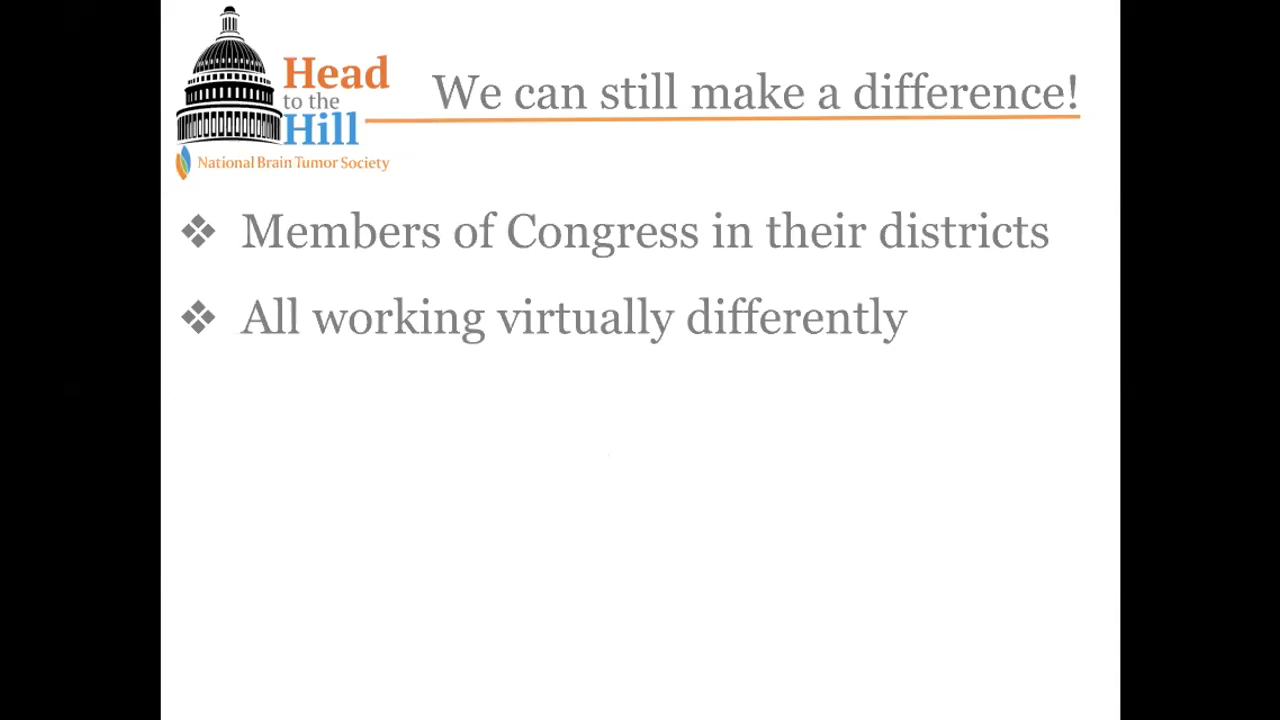 Head
to the
Hill
National Brain Tumor Society
We can still make a difference!
❖ Members of Congress in their districts
❖ All working virtually differently